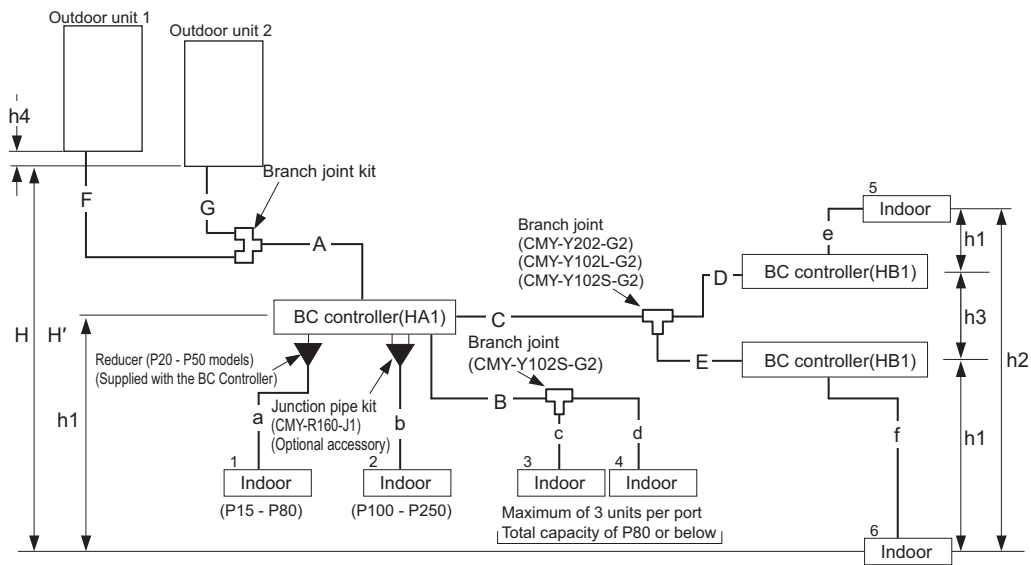 Outdoor unit 1
Outdoor unit 2
h4
Branch joint kit
F
G
A
5
Indoor
Branch joint
(CMY-Y202-G2)
(CMY-Y102L-G2)
(CMY-Y102S-G2)
e
h1
D
BC controller(HB1)
BC controller(HA1)
C
h3
H
H′
h2
Reducer (P20 - P50 models)
(Supplied with the BC Controller)
Branch joint
(CMY-Y102S-G2)
E
BC controller(HB1)
h1
a
Junction pipe kit
(CMY-R160-J1)
(Optional accessory)
b
B
c
d
f
h1
1
Indoor
(P15 - P80)
2
Indoor
(P100 - P250)
3
Indoor
4
Indoor
Maximum of 3 units per port
Total capacity of P80 or below
6
Indoor